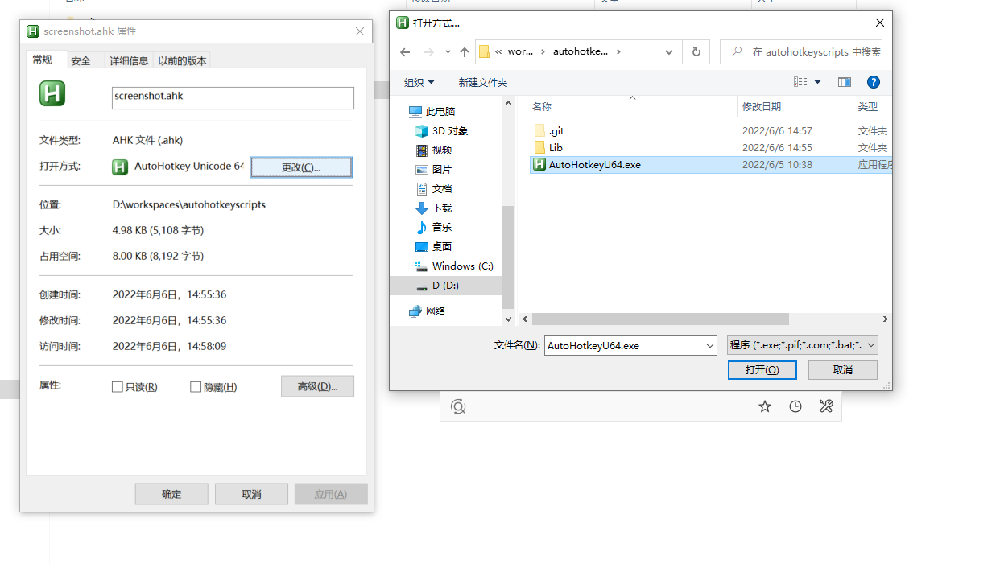 screenshot.ahk 属性
常规
安全
详细信息
以前的版本
screenshot.ahk
文件类型: AHK 文件 (.ahk)
打开方式: AutoHotkey Unicode 64 更改(C)...
位置: D:\workspaces\autohotkeyscripts
大小: 4.98 KB (5,108 字节)
占用空间: 8.00 KB (8,192 字节)
创建时间: 2022年6月6日，14:55:36
修改时间: 2022年6月6日，14:55:36
访问时间: 2022年6月6日，14:58:09
属性: 只读(R) 隐藏(H) 高级(D)...
确定 取消 应用(A)
打开方式...
« wor... › autohotke... ›
在 autohotkeyscripts 中搜索
组织 新建文件夹
此电脑
3D 对象
视频
图片
文档
下载
音乐
桌面
Windows (C:)
D (D:)
网络
名称 修改日期 类型
.git 2022/6/6 14:57 文件夹
Lib 2022/6/6 14:55 文件夹
AutoHotkeyU64.exe 2022/6/5 10:38 应用程序
文件名(N): AutoHotkeyU64.exe 程序 (*.exe;*.pif;*.com;*.bat;*.
打开(O) 取消